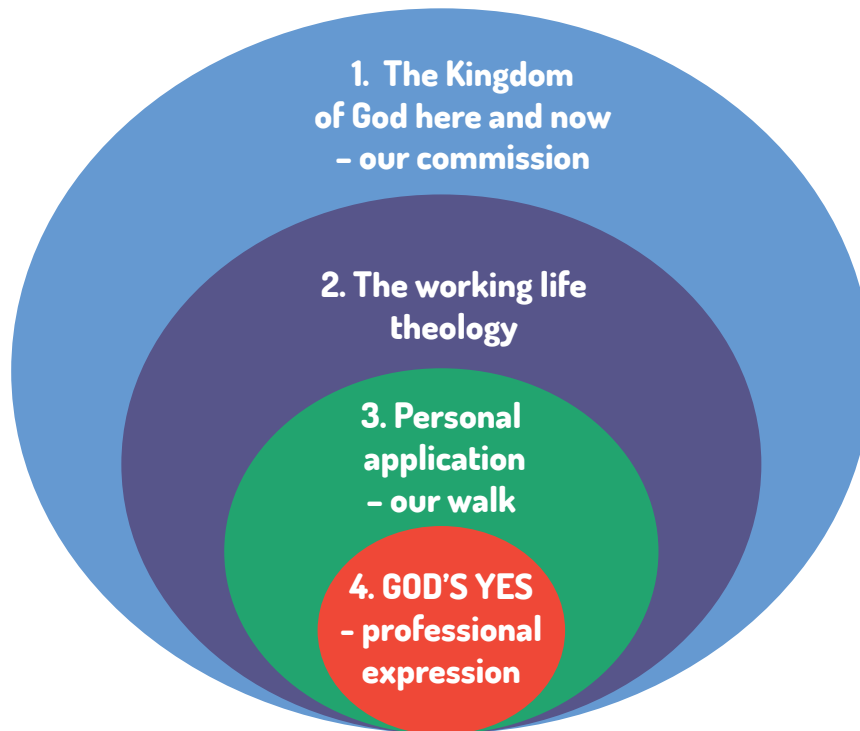 1. The Kingdom
of God here and now
– our commission
2. The working life
theology
3. Personal
application
– our walk
4. GOD'S YES
- professional
expression